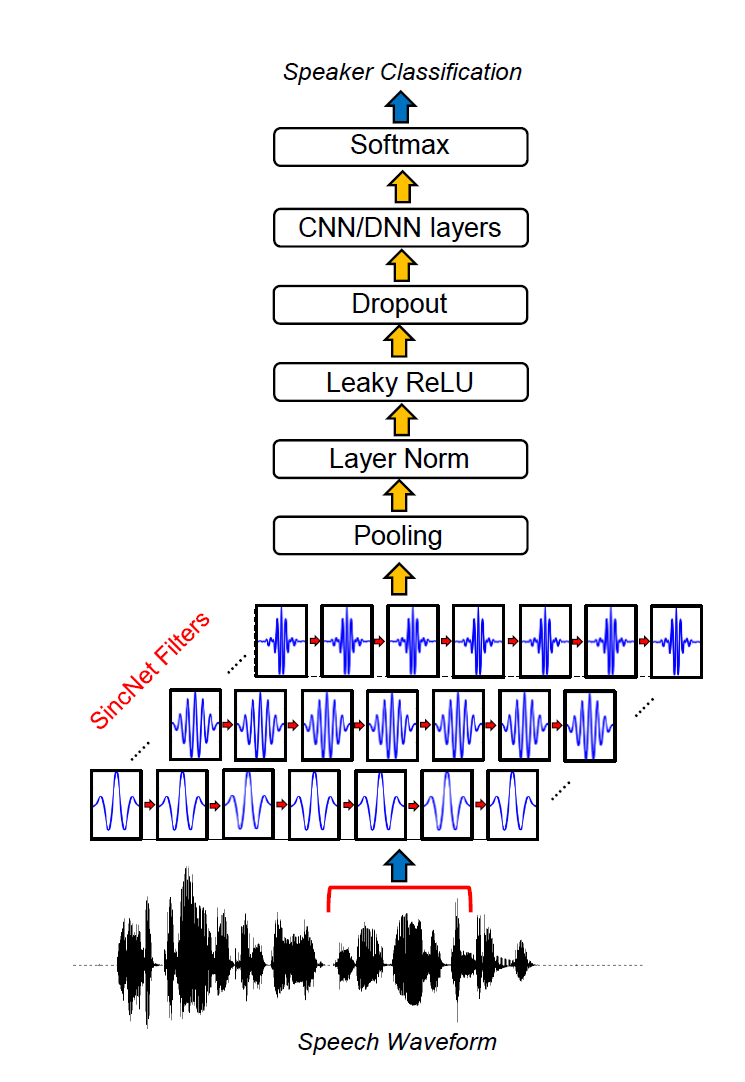 Speaker Classification
Softmax
CNN/DNN layers
Dropout
Leaky ReLU
Layer Norm
Pooling
SincNet Filters
Speech Waveform